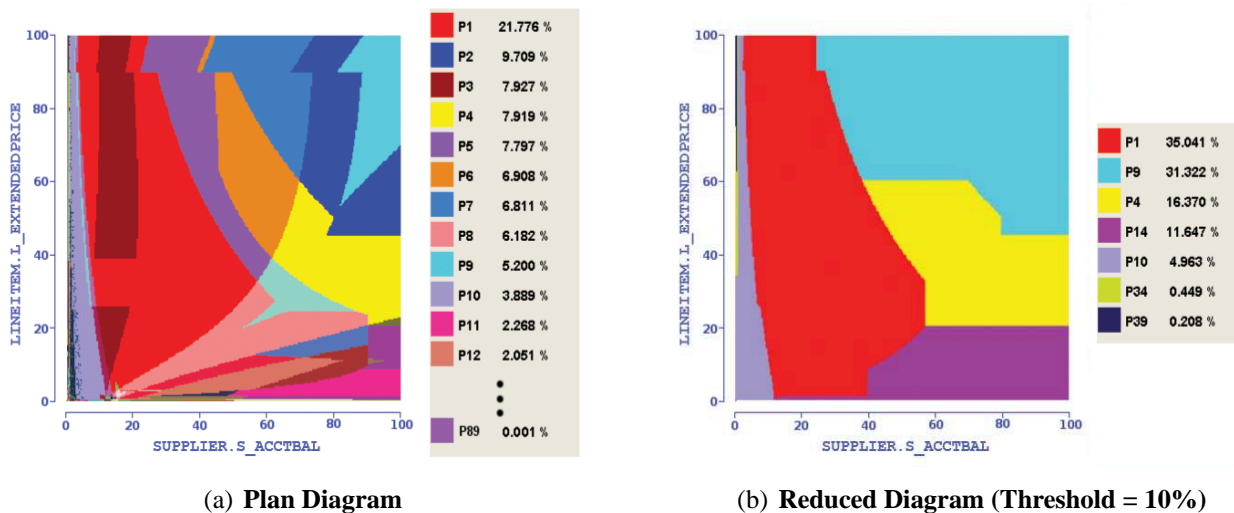 100
80
60
40
20
0
LINEITEM.L_EXTENDEDPRICE
0 20 40 60 80 100
SUPPLIER.S_ACCTBAL
P1 21.776 %
P2 9.709 %
P3 7.927 %
P4 7.919 %
P5 7.797 %
P6 6.908 %
P7 6.811 %
P8 6.182 %
P9 5.200 %
P10 3.889 %
P11 2.268 %
P12 2.051 %
P89 0.001 %
(a) Plan Diagram
100
80
60
40
20
0
LINEITEM.L_EXTENDEDPRICE
0 20 40 60 80 100
SUPPLIER.S_ACCTBAL
P1 35.041 %
P9 31.322 %
P4 16.370 %
P14 11.647 %
P10 4.963 %
P34 0.449 %
P39 0.208 %
(b) Reduced Diagram (Threshold = 10%)